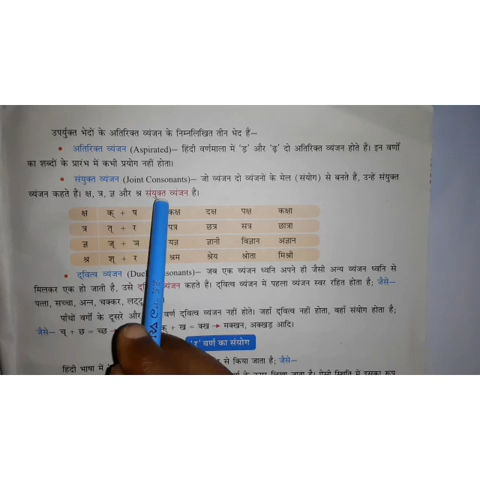 उपर्युक्त भेदों के अतिरिक्त व्यंजन के निम्नलिखित तीन भेद हैं–
• अतिरिक्त व्यंजन (Aspirated)– हिंदी वर्णमाला में 'ड़' और 'ढ़' दो अतिरिक्त व्यंजन होते हैं। इन वर्णों
का शब्दों के प्रारंभ में कभी प्रयोग नहीं होता।
• संयुक्त व्यंजन (Joint Consonants)– जो व्यंजन दो व्यंजनों के मेल (संयोग) से बनते हैं, उन्हें संयुक्त
व्यंजन कहते हैं। क्ष, त्र, ज्ञ और श्र संयुक्त व्यंजन हैं।
क्ष क् + ष कक्ष दक्ष पक्ष कक्षा
त्र त् + र पत्र छत्र सत्र छात्रा
ज्ञ ज् + ञ यज्ञ ज्ञानी विज्ञान अज्ञान
श्र श् + र श्रम श्रेय श्रोता मिश्री
• द्वित्व व्यंजन – जब एक व्यंजन ध्वनि अपने ही जैसी अन्य व्यंजन ध्वनि से
मिलकर एक हो जाती है, उसे व्यंजन कहते हैं। द्वित्व व्यंजन में पहला व्यंजन स्वर रहित होता है; जैसे–
पत्ता, सच्चा, अन्न, चक्कर,
पाँचों वर्गों के दूसरे और वर्ण द्वित्व व्यंजन नहीं होते। जहाँ द्वित्व नहीं होता, वहाँ संयोग होता है;
जैसे– च् + छ = च्छ क् + ख = क्ख → मक्खन, अक्खड़ आदि।
'र' वर्ण का संयोग
हिंदी भाषा में से किया जाता है; जैसे–